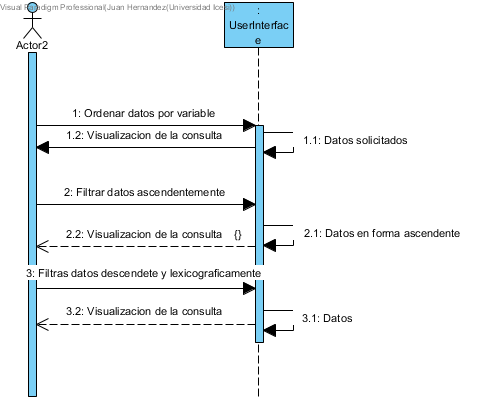 Visual Paradigm Professional(Juan Hernandez(Universidad Icesi))
:
UserInterfac
e
Actor2
1: Ordenar datos por variable
1.2: Visualizacion de la consulta
1.1: Datos solicitados
2: Filtrar datos ascendentemente
2.2: Visualizacion de la consulta {}
2.1: Datos en forma ascendente
3: Filtras datos descendete y lexicograficamente
3.2: Visualizacion de la consulta
3.1: Datos